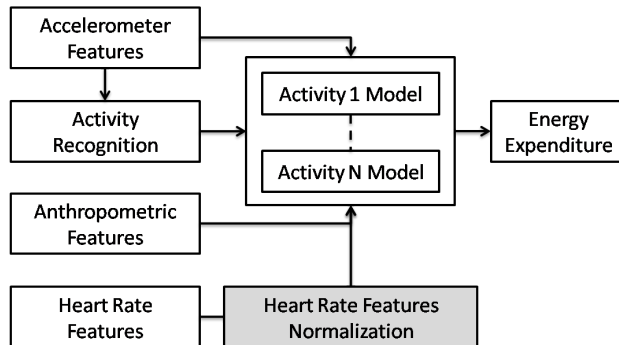 Accelerometer
Features
Activity
Recognition
Anthropometric
Features
Heart Rate
Features
Activity 1 Model
Activity N Model
Heart Rate Features
Normalization
Energy
Expenditure